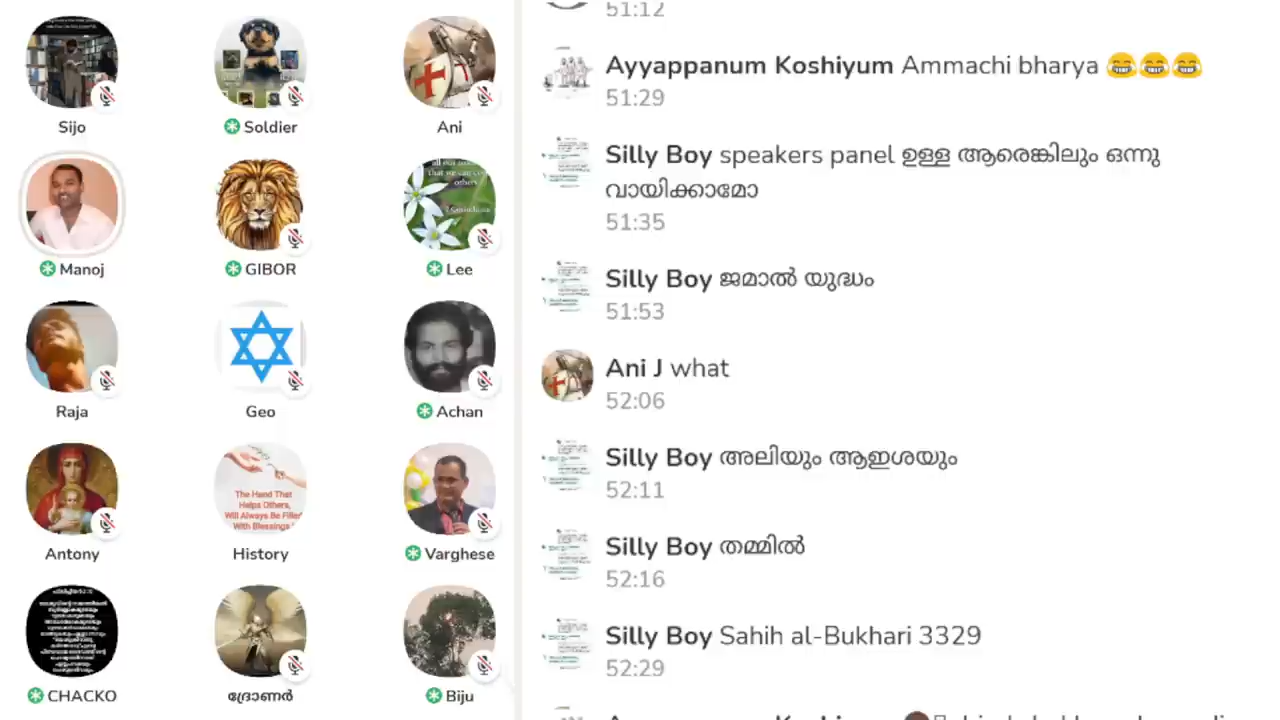 Sijo
Soldier
Ani
Manoj
GIBOR
Lee
Raja
Geo
Achan
Antony
The Hand That
Helps Others,
Will Always Be Filled
With Blessings
History
Varghese
CHACKO
ദ്രോണർ
Biju
51:12
Ayyappanum Koshiyum Ammachi bharya 😂😂😂
51:29
Silly Boy speakers panel ഉള്ള ആരെങ്കിലും ഒന്നു
വായിക്കാമോ
51:35
Silly Boy ജമാൽ യുദ്ധം
51:53
Ani J what
52:06
Silly Boy അലിയും ആഇശയും
52:11
Silly Boy തമ്മിൽ
52:16
Silly Boy Sahih al-Bukhari 3329
52:29